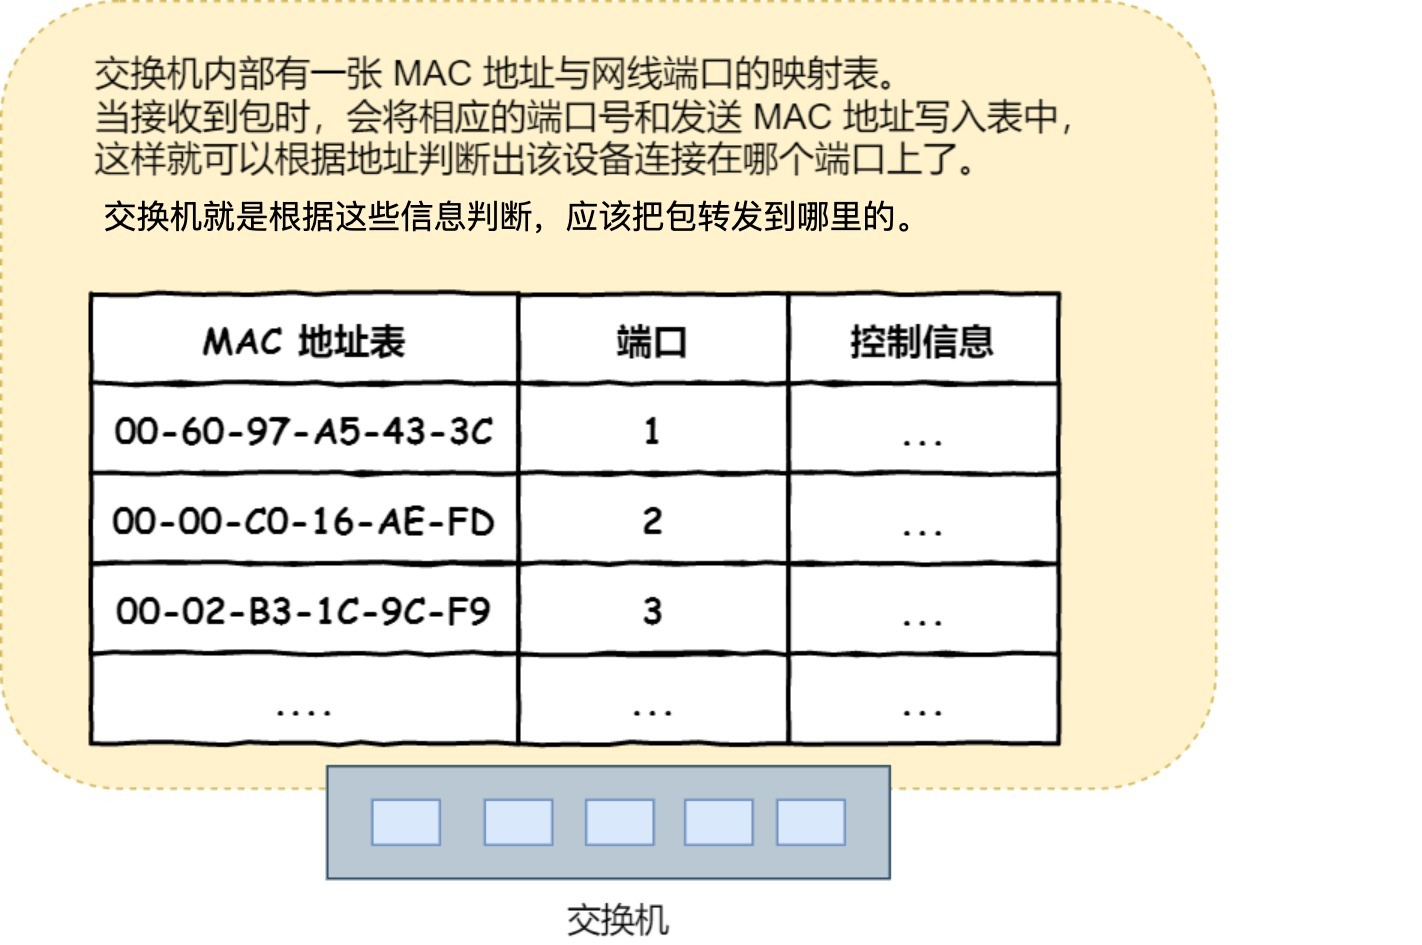 交换机内部有一张 MAC 地址与网线端口的映射表。
当接收到包时，会将相应的端口号和发送 MAC 地址写入表中，
这样就可以根据地址判断出该设备连接在哪个端口上了。
交换机就是根据这些信息判断，应该把包转发到哪里的。
MAC 地址表 端口 控制信息
00-60-97-A5-43-3C 1 ...
00-00-C0-16-AE-FD 2 ...
00-02-B3-1C-9C-F9 3 ...
.... ... ...
交换机